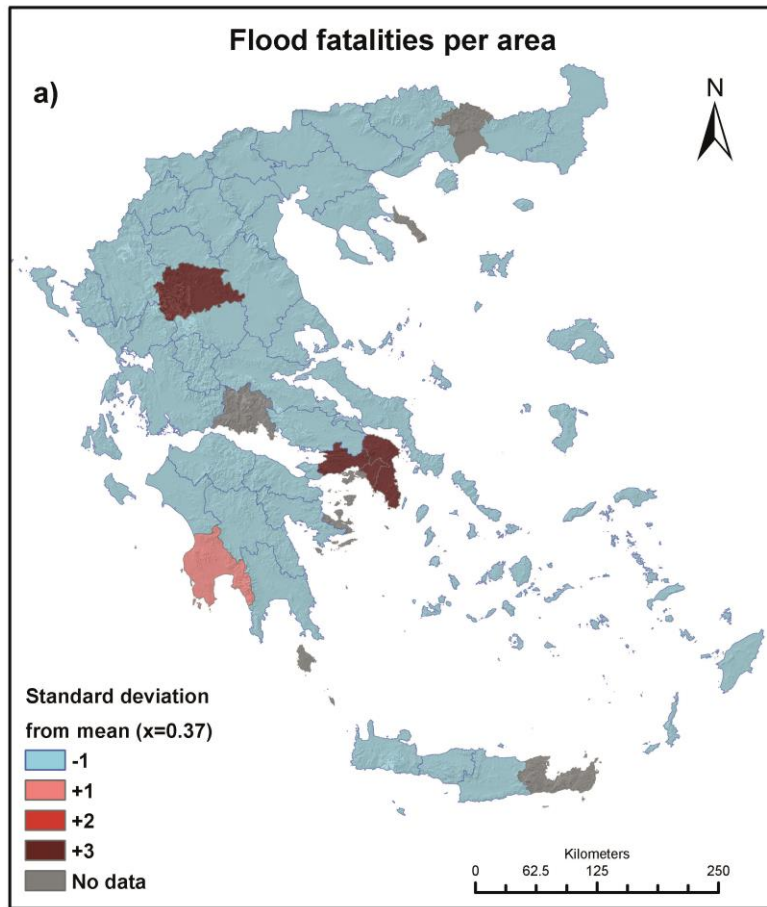 Flood fatalities per area
a)
N
Standard deviation
from mean (x=0.37)
-1
+1
+2
+3
No data
Kilometers
0 62.5 125 250